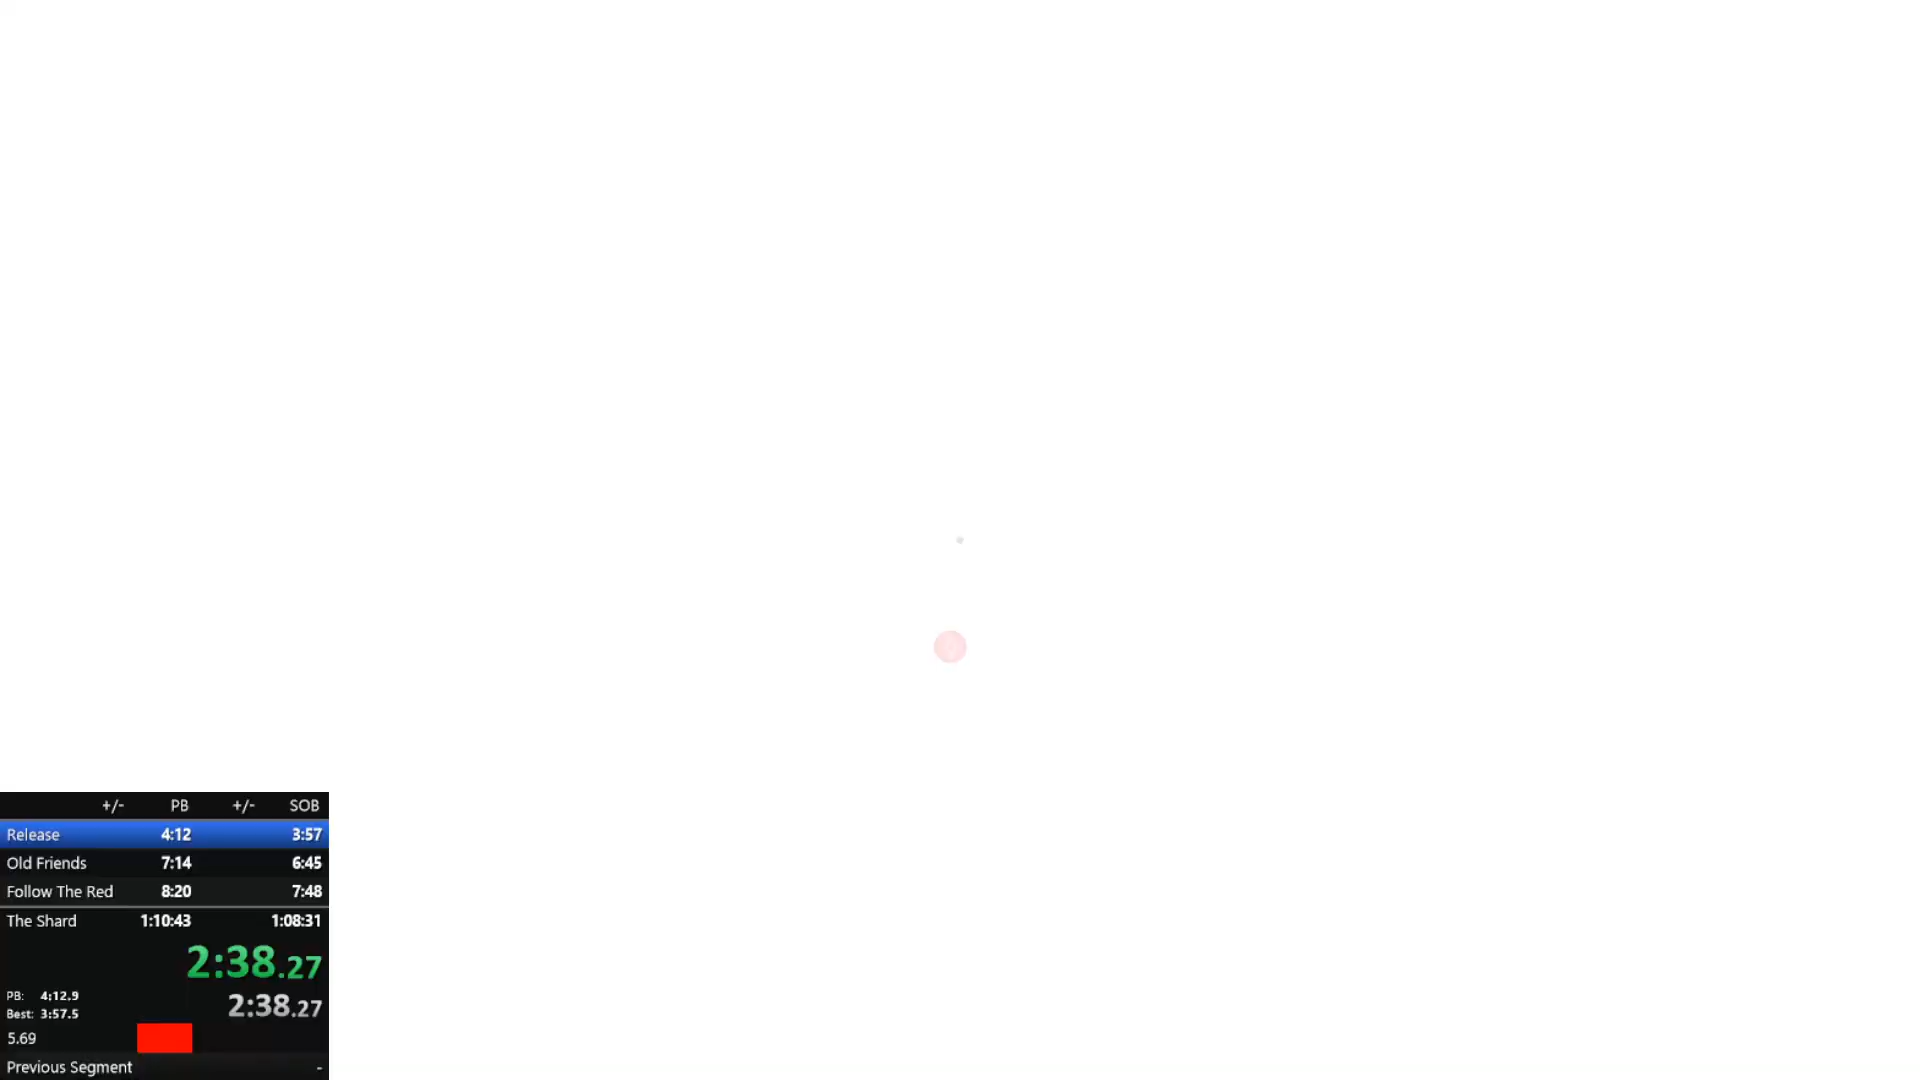 +/- PB +/- SOB
Release 4:12 3:57
Old Friends 7:14 6:45
Follow The Red 8:20 7:48
The Shard 1:10:43 1:08:31
2:38.27
PB: 4:12.9
2:38.27
Best: 3:57.5
5.69
Previous Segment -